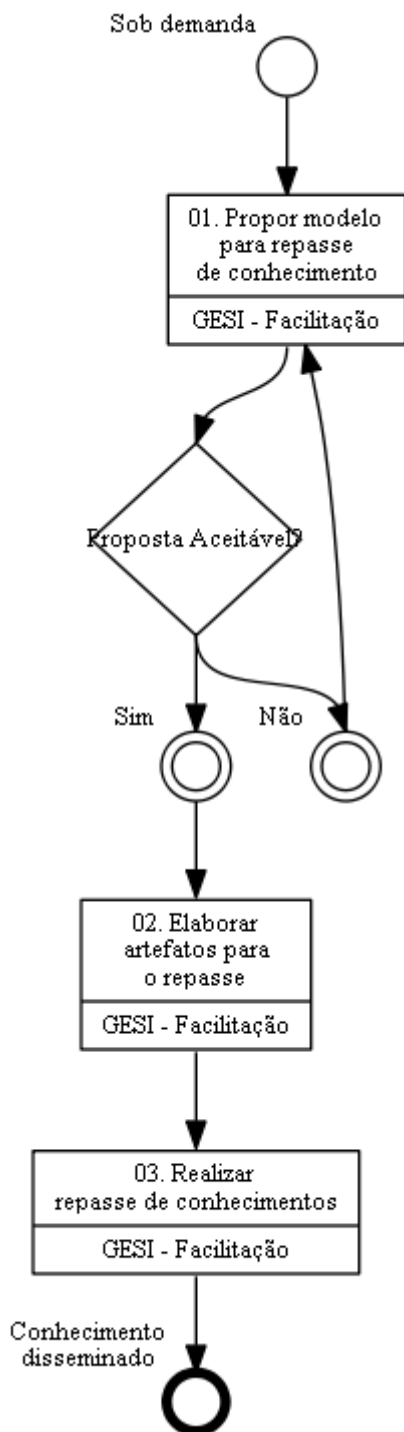 Sob demanda
01. Propor modelo
para repasse
de conhecimento
GESI - Facilitação
Proposta Aceitável?
Sim
Não
02. Elaborar
artefatos para
o repasse
GESI - Facilitação
03. Realizar
repasse de conhecimentos
GESI - Facilitação
Conhecimento
disseminado